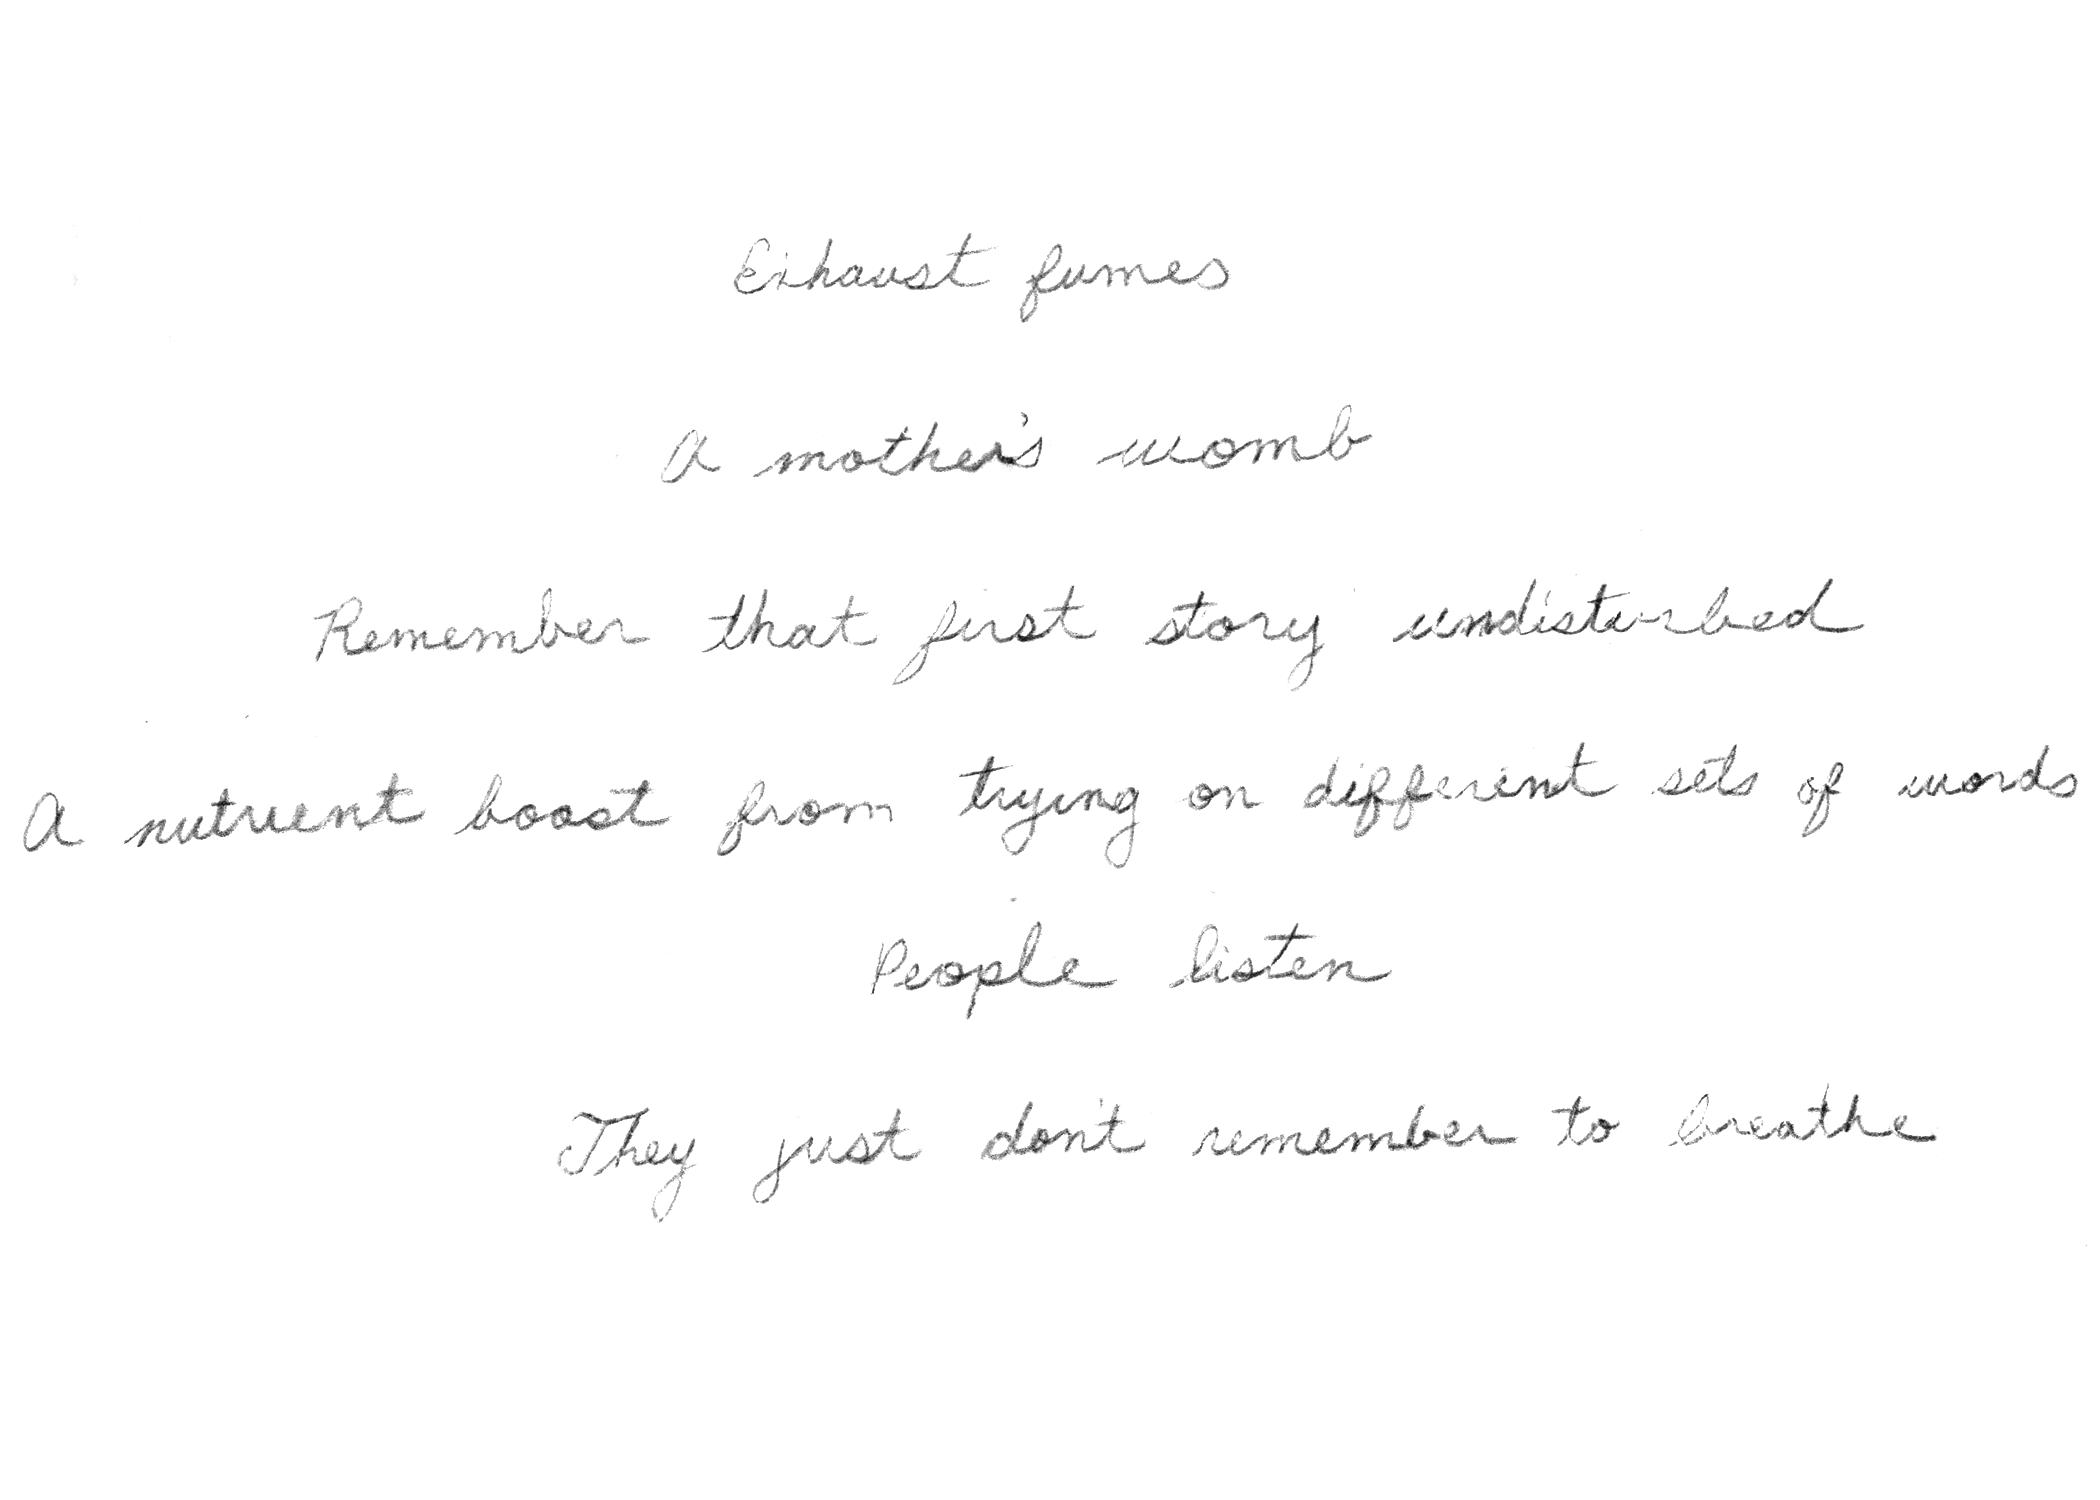 Exhaust fumes
A mother's womb
Remember that first story undisturbed
A nutrient boost from trying on different sets of words
People listen
They just don't remember to breathe